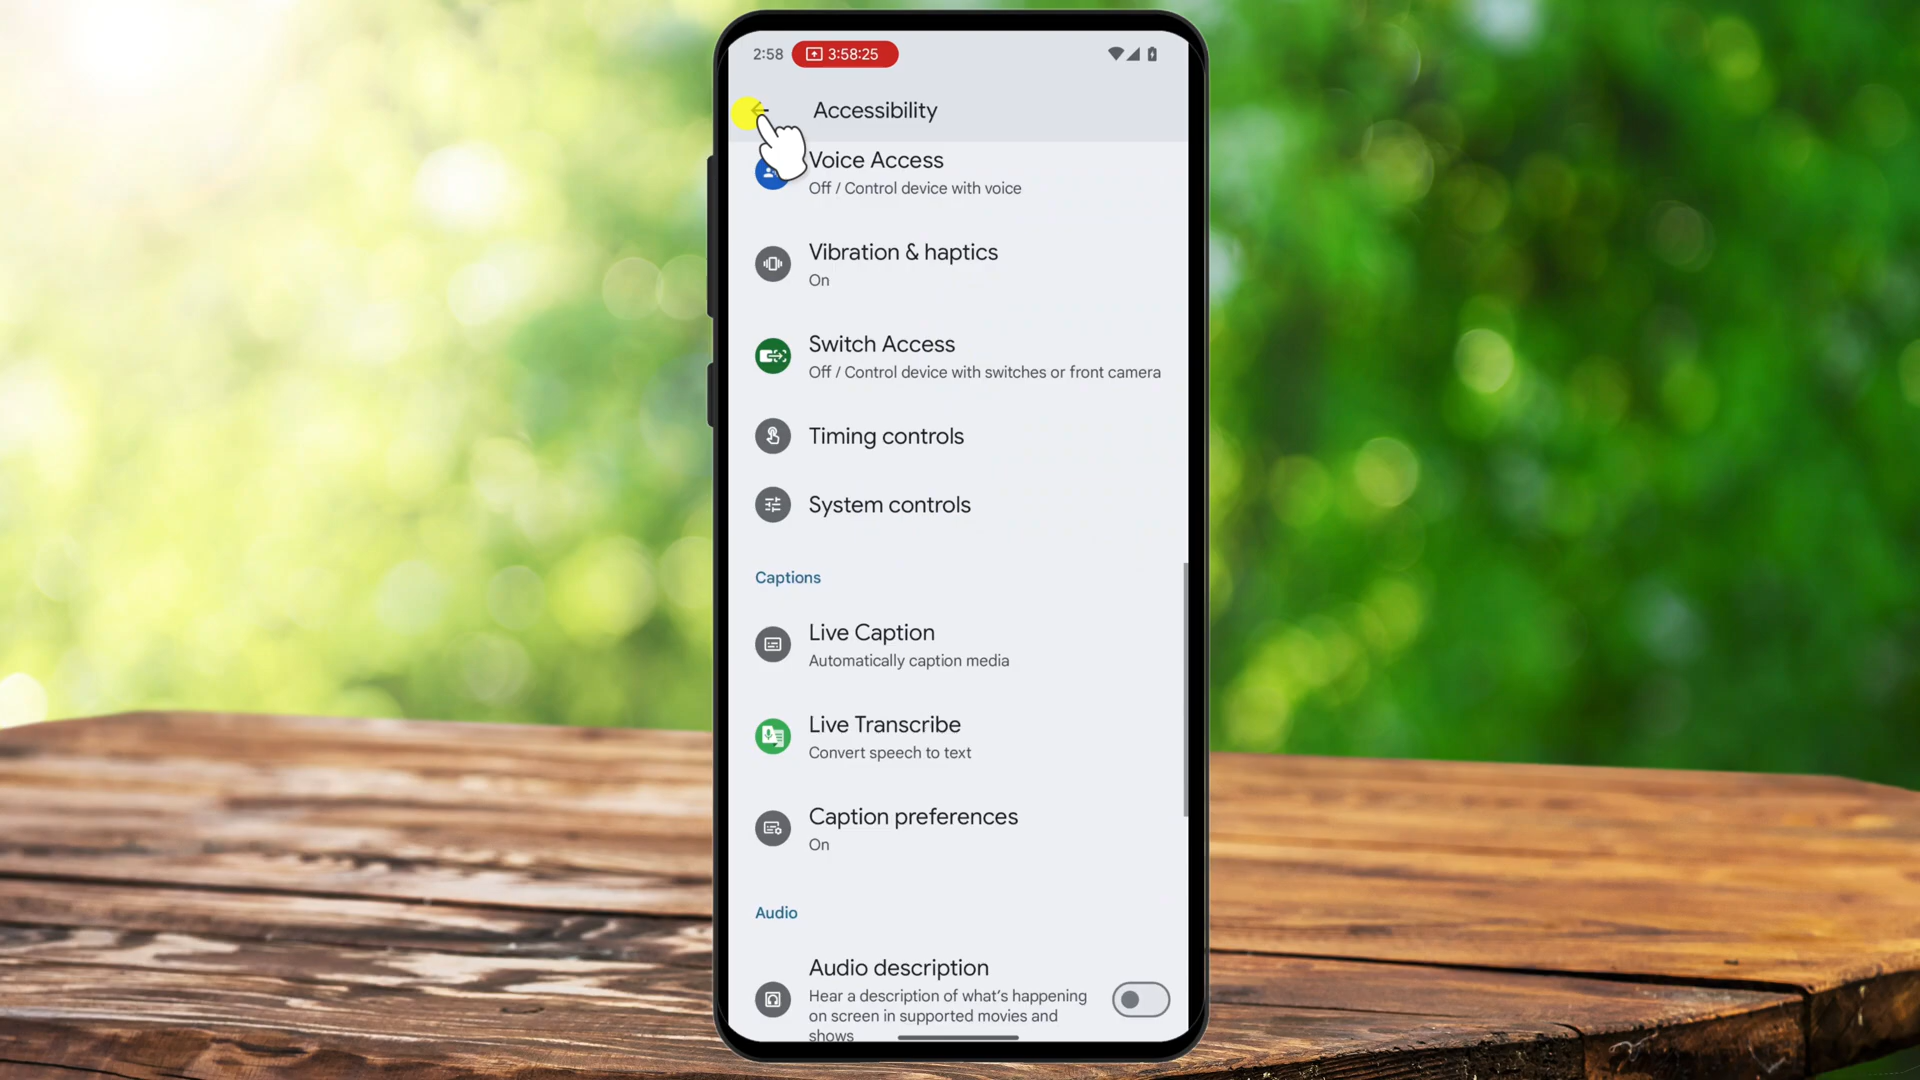 2:58 3:58:25
Accessibility
Voice Access
Off / Control device with voice
Vibration & haptics
On
Switch Access
Off / Control device with switches or front camera
Timing controls
System controls
Captions
Live Caption
Automatically caption media
Live Transcribe
Convert speech to text
Caption preferences
On
Audio
Audio description
Hear a description of what's happening
on screen in supported movies and
shows